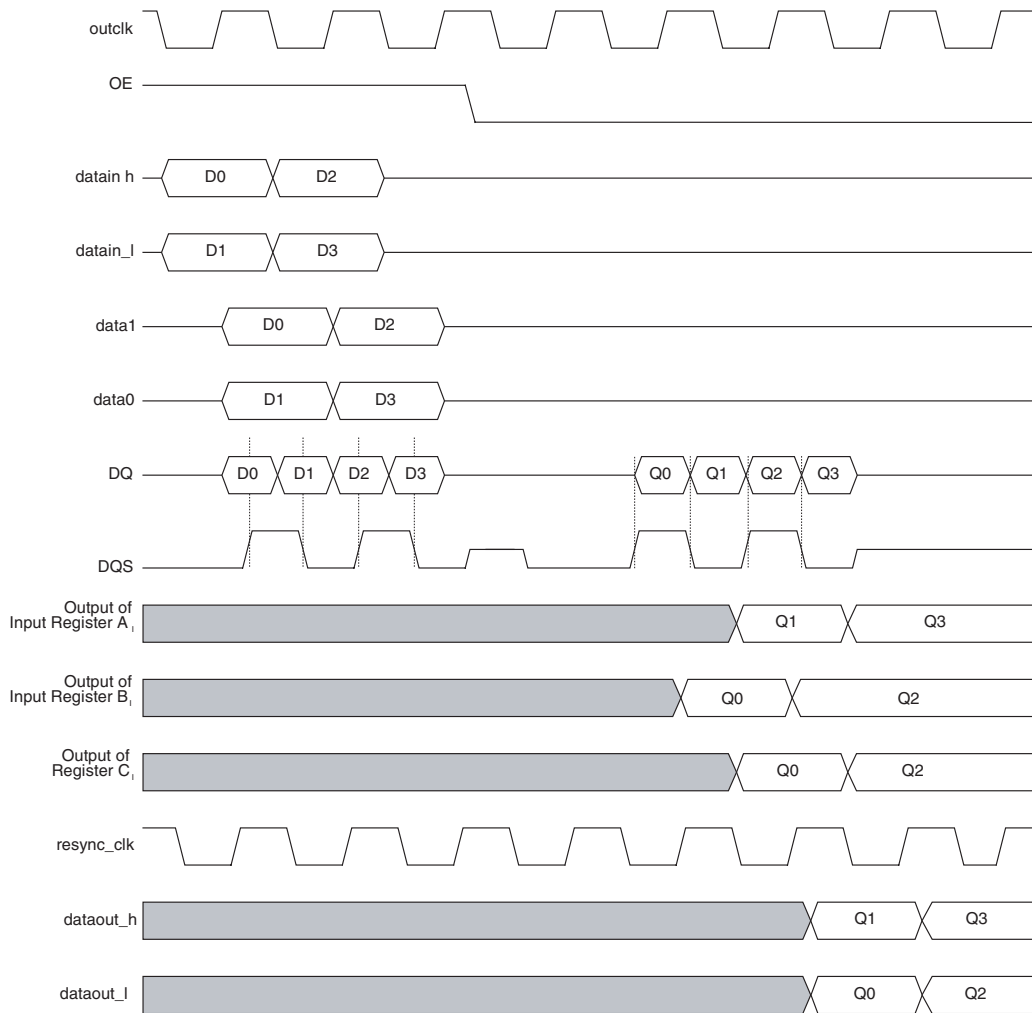 outclk
OE
datain h
D0 D2
datain_l
D1 D3
data1
D0 D2
data0
D1 D3
DQ
D0 D1 D2 D3 Q0 Q1 Q2 Q3
DQS
Output of
Input Register A I
Q1 Q3
Output of
Input Register B I
Q0 Q2
Output of
Register C I
Q0 Q2
resync_clk
dataout_h
Q1 Q3
dataout_l
Q0 Q2